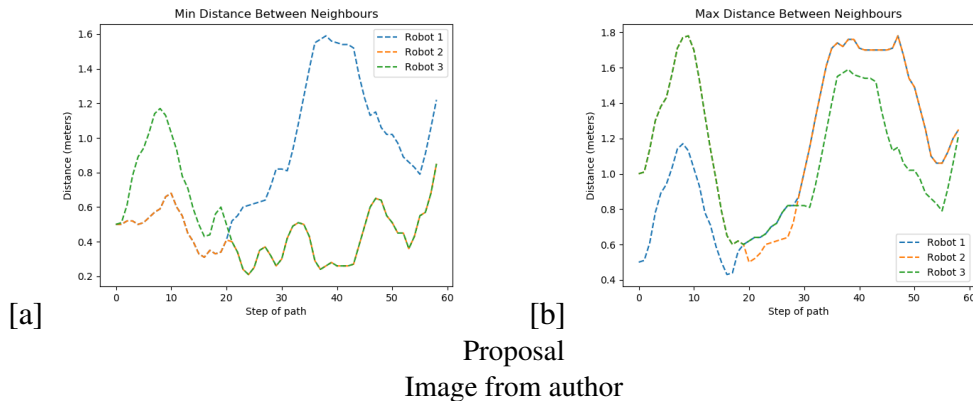 Min Distance Between Neighbours
Robot 1
Robot 2
Robot 3
1.6
1.4
1.2
1.0
0.8
0.6
0.4
0.2
Distance (meters)
0
10
20
30
40
50
60
Step of path
[a]
Max Distance Between Neighbours
1.8
1.6
1.4
1.2
1.0
0.8
0.6
0.4
Distance (meters)
Robot 1
Robot 2
Robot 3
0
10
20
30
40
50
60
Step of path
[b]
Proposal
Image from author